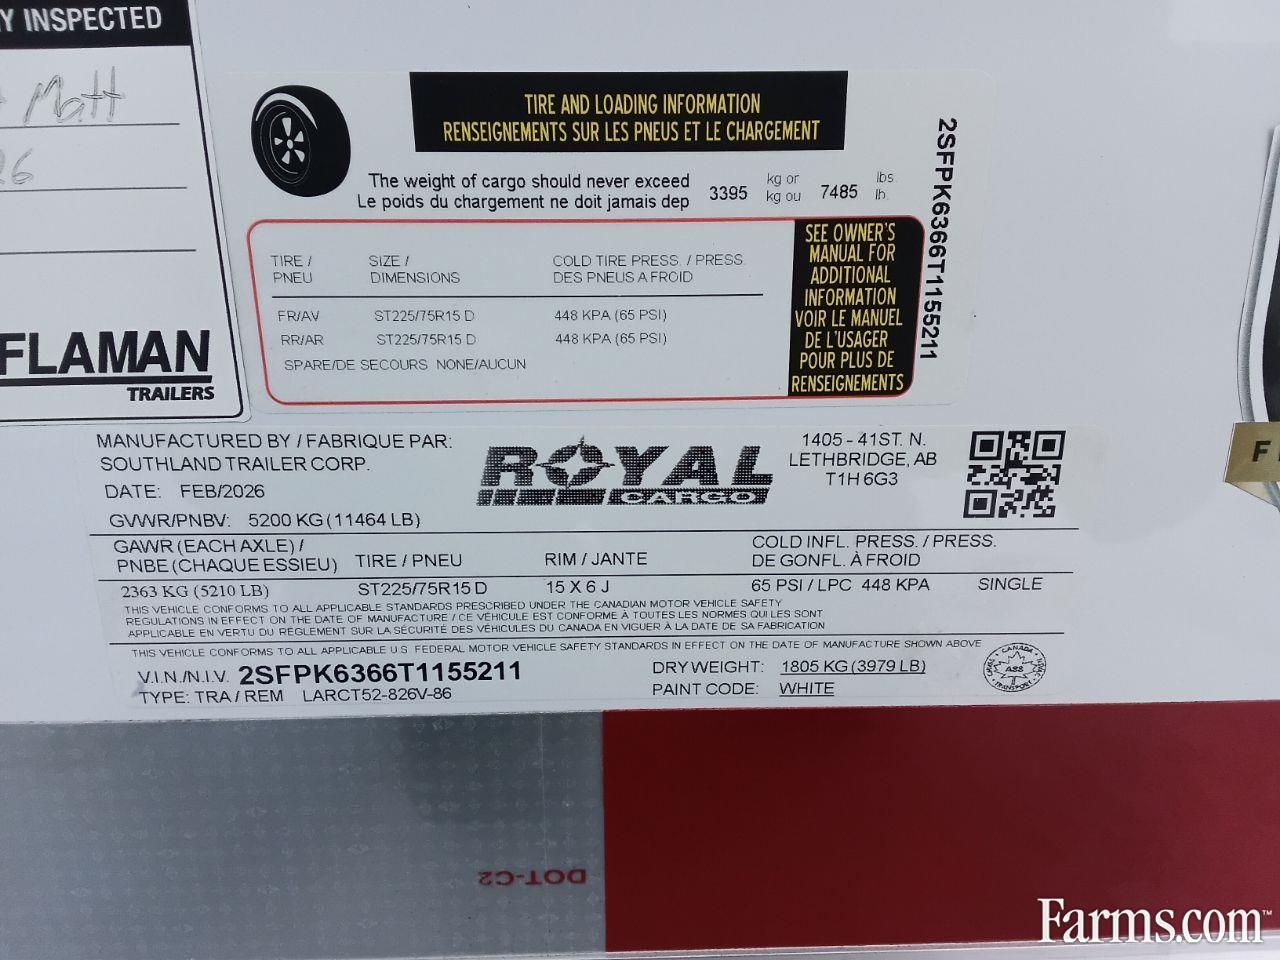 Y INSPECTED
Matt
26
FLAMAN
TRAILERS
TIRE AND LOADING INFORMATION
RENSEIGNEMENTS SUR LES PNEUS ET LE CHARGEMENT
The weight of cargo should never exceed 3395 kg or 7485 lbs.
Le poids du chargement ne doit jamais dep kg ou lb.
TIRE / SIZE / COLD TIRE PRESS. / PRESS.
PNEU DIMENSIONS DES PNEUS A FROID
FR/AV ST225/75R15 D 448 KPA (65 PSI)
RR/AR ST225/75R15 D 448 KPA (65 PSI)
SPARE/DE SECOURS NONE/AUCUN
SEE OWNER'S
MANUAL FOR
ADDITIONAL
INFORMATION
VOIR LE MANUEL
DE L'USAGER
POUR PLUS DE
RENSEIGNEMENTS
2SFPK6366T1155211
MANUFACTURED BY / FABRIQUE PAR:
SOUTHLAND TRAILER CORP.
DATE: FEB/2026
GVWR/PNBV: 5200 KG (11464 LB)
ROYAL
CARGO
1405 - 41ST. N.
LETHBRIDGE, AB
T1H 6G3
GAWR (EACH AXLE) / TIRE / PNEU RIM / JANTE COLD INFL. PRESS. / PRESS.
PNBE (CHAQUE ESSIEU) DE GONFL. À FROID
2363 KG (5210 LB) ST225/75R15 D 15 X 6 J 65 PSI / LPC 448 KPA SINGLE
THIS VEHICLE CONFORMS TO ALL APPLICABLE STANDARDS PRESCRIBED UNDER THE CANADIAN MOTOR VEHICLE SAFETY
REGULATIONS IN EFFECT ON THE DATE OF MANUFACTURE / CE VÉHICULE EST CONFORME À TOUTES LES NORMES QUI LES SONT
APPLICABLE EN VERTU DU RÈGLEMENT SUR LA SÉCURITÉ DES VÉHICULES DU CANADA EN VIGUER À LA DATE DE SA FABRICATION
THIS VEHICLE CONFORMS TO ALL APPLICABLE U.S. FEDERAL MOTOR VEHICLE SAFETY STANDARDS IN EFFECT ON THE DATE OF MANUFACTURE SHOWN ABOVE
V.I.N./N.I.V. 2SFPK6366T1155211 DRY WEIGHT: 1805 KG (3979 LB)
TYPE: TRA / REM LARCT52-826V-86 PAINT CODE: WHITE
CANADA
TRANSPORT
DOT-C2
F
Farms.com™